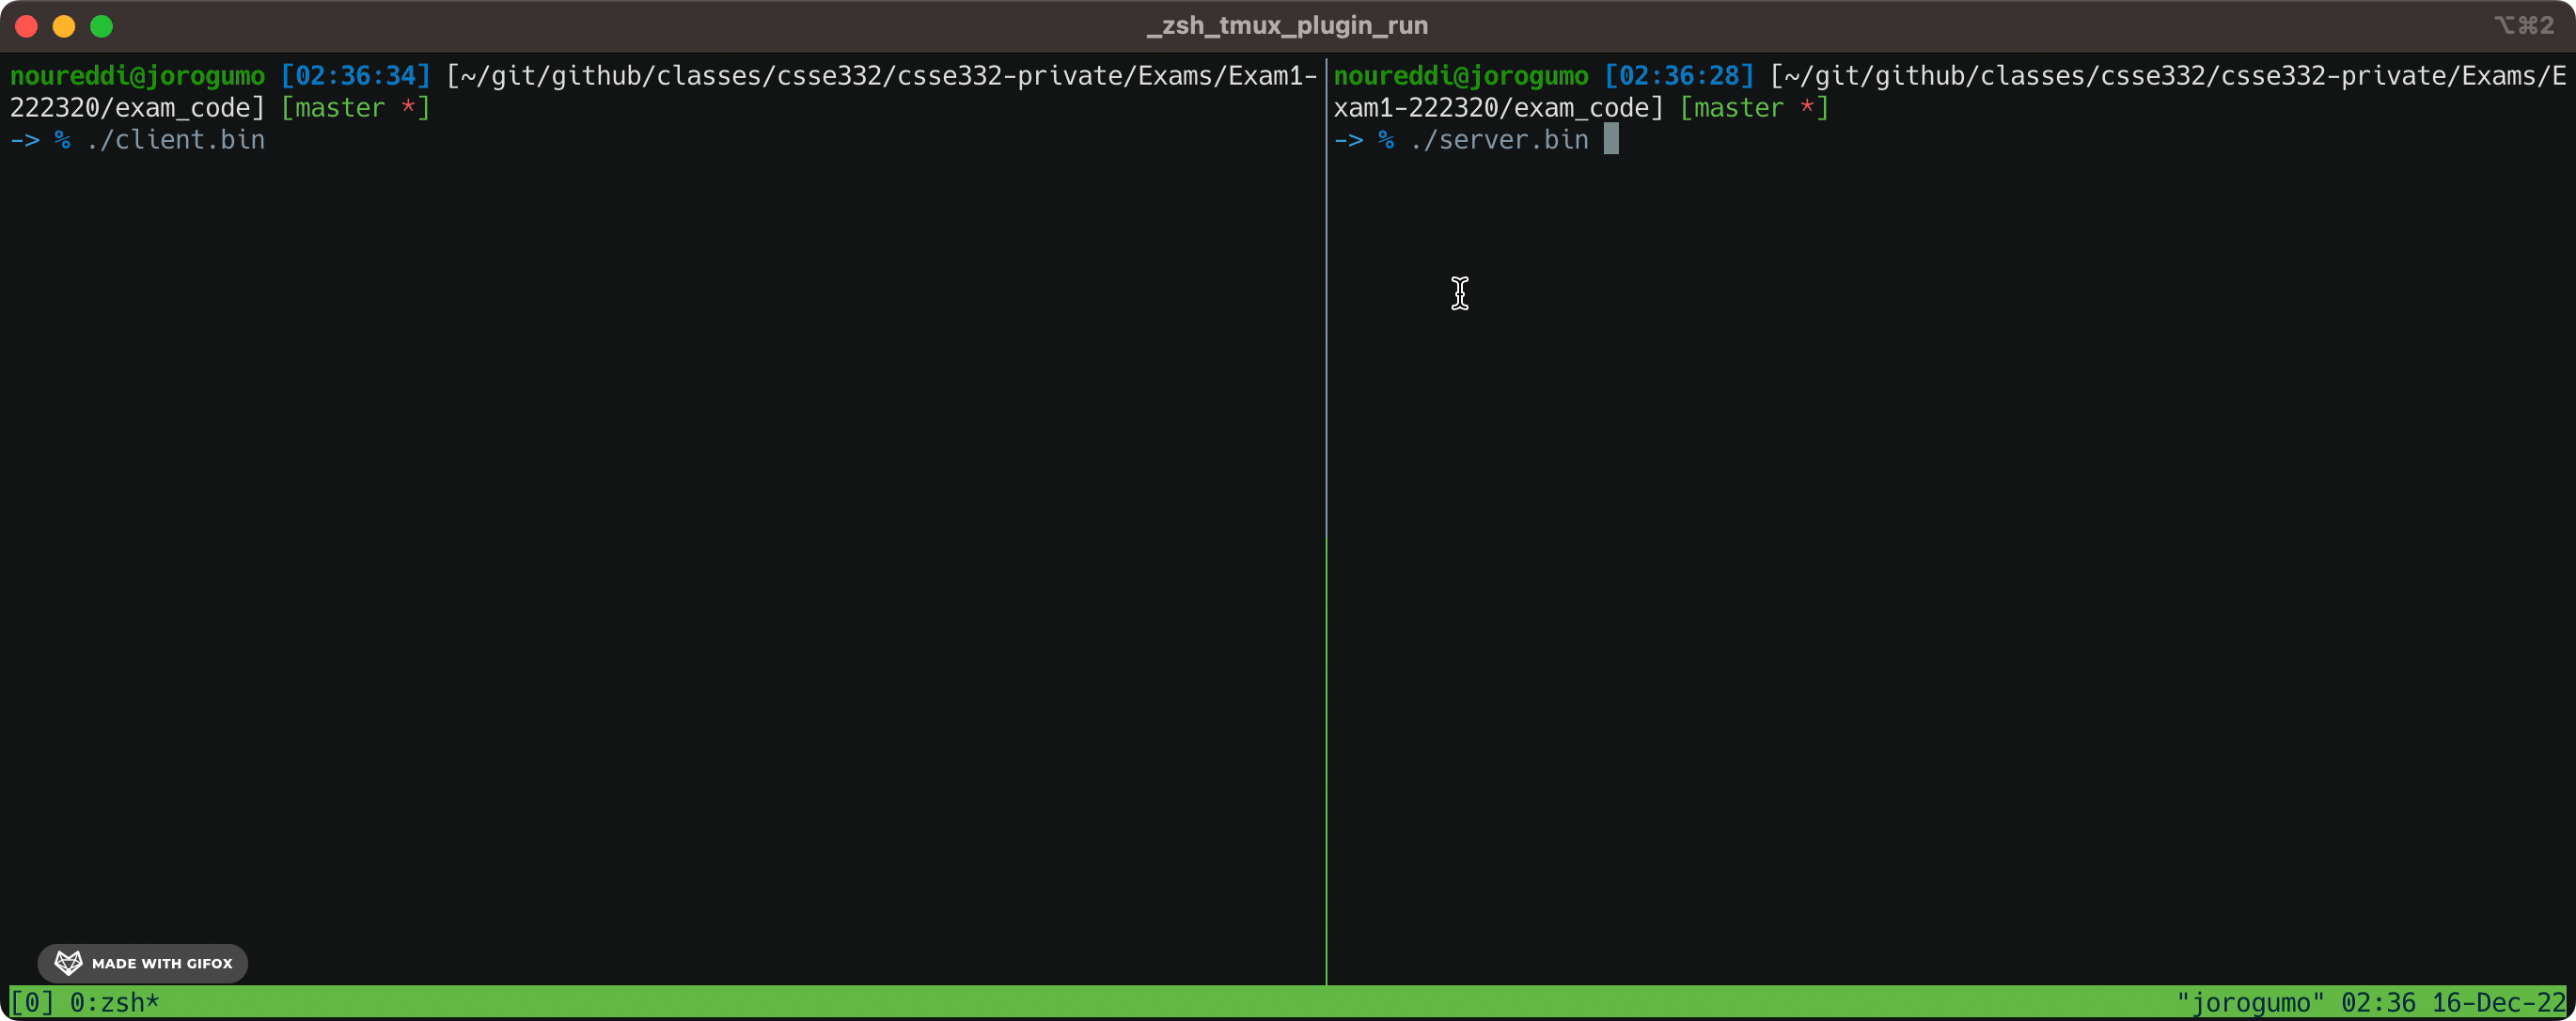 _zsh_tmux_plugin_run
⌥⌘2
noureddi@jorogumo [02:36:34] [~/git/github/classes/csse332/csse332-private/Exams/Exam1-
222320/exam_code] [master *]
-> % ./client.bin
noureddi@jorogumo [02:36:28] [~/git/github/classes/csse332/csse332-private/Exams/E
xam1-222320/exam_code] [master *]
-> % ./server.bin
MADE WITH GIFOX
[0] 0:zsh*
"jorogumo" 02:36 16-Dec-22